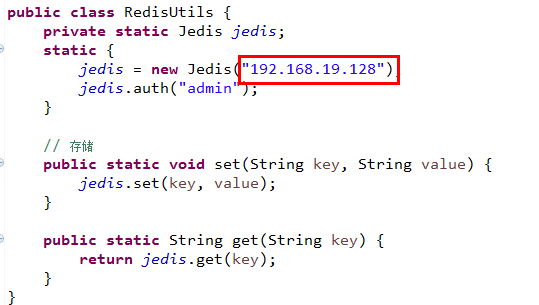 public class RedisUtils {
    private static Jedis jedis;
    static {
        jedis = new Jedis("192.168.19.128")
        jedis.auth("admin");
    }
    // 存储
    public static void set(String key, String value) {
        jedis.set(key, value);
    }
    public static String get(String key) {
        return jedis.get(key);
    }
}